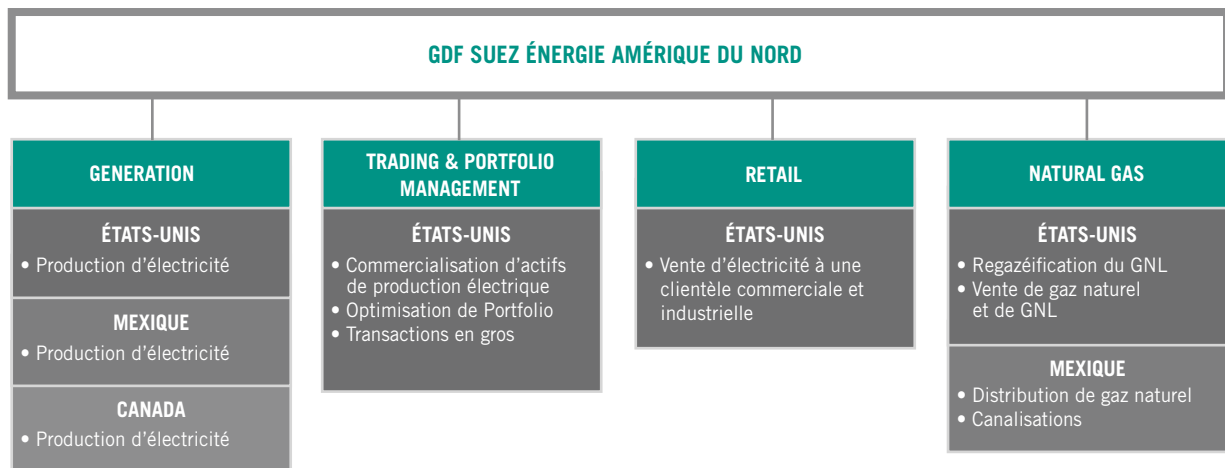 GDF SUEZ ÉNERGIE AMÉRIQUE DU NORD
GENERATION
ÉTATS-UNIS
• Production d'électricité
MEXIQUE
• Production d'électricité
CANADA
• Production d'électricité
TRADING & PORTFOLIO
MANAGEMENT
ÉTATS-UNIS
• Commercialisation d'actifs
de production électrique
• Optimisation de Portfolio
• Transactions en gros
RETAIL
ÉTATS-UNIS
• Vente d'électricité à une
clientèle commerciale et
industrielle
NATURAL GAS
ÉTATS-UNIS
• Regazéification du GNL
• Vente de gaz naturel
et de GNL
MEXIQUE
• Distribution de gaz naturel
• Canalisations